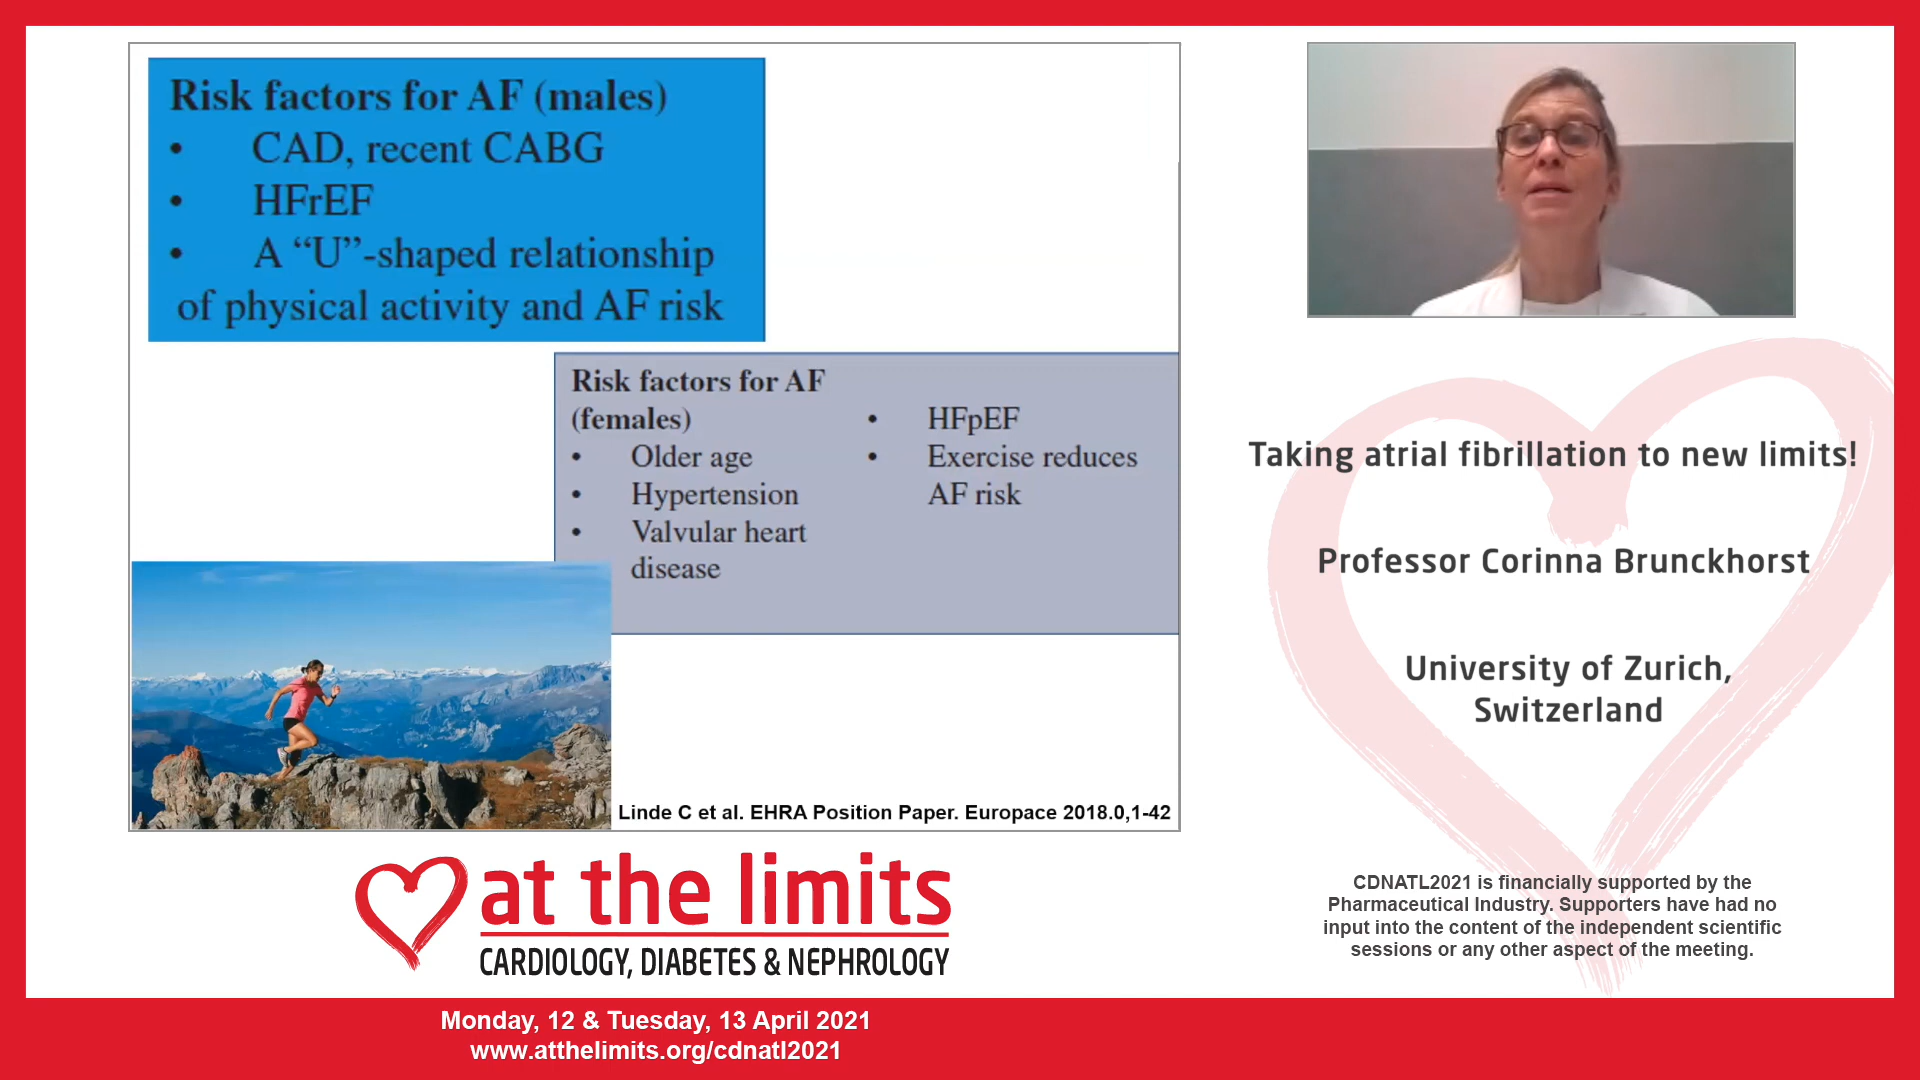 Risk factors for AF (males)
• CAD, recent CABG
• HFrEF
• A “U”-shaped relationship
of physical activity and AF risk
Risk factors for AF
(females)
• Older age
• Hypertension
• Valvular heart
disease
• HFpEF
• Exercise reduces
AF risk
Linde C et al. EHRA Position Paper. Europace 2018.0,1-42
Taking atrial fibrillation to new limits!
Professor Corinna Brunckhorst
University of Zurich,
Switzerland
CDNATL2021 is financially supported by the
Pharmaceutical Industry. Supporters have had no
input into the content of the independent scientific
sessions or any other aspect of the meeting.
at the limits
CARDIOLOGY, DIABETES & NEPHROLOGY
Monday, 12 & Tuesday, 13 April 2021
www.atthelimits.org/cdnatl2021